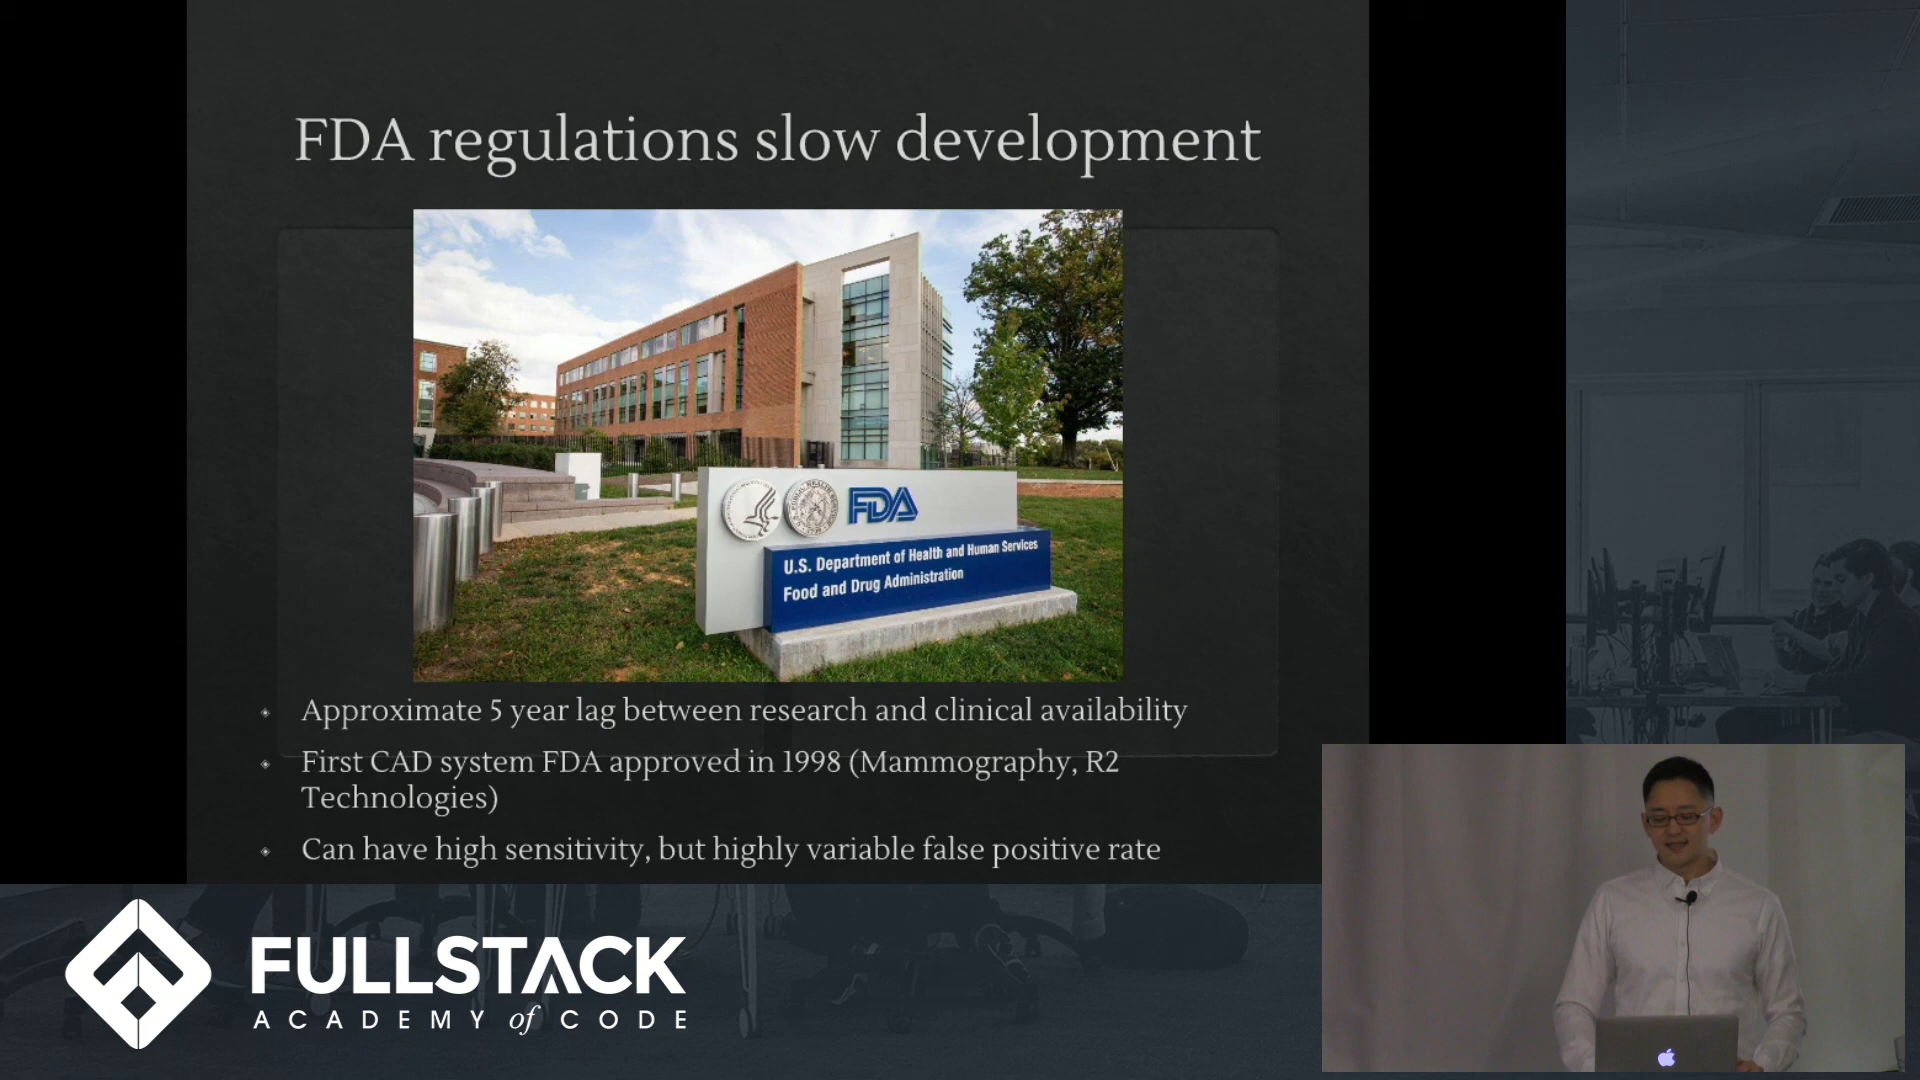 FDA regulations slow development
FDA
U.S. Department of Health and Human Services
Food and Drug Administration
Approximate 5 year lag between research and clinical availability
First CAD system FDA approved in 1998 (Mammography, R2
Technologies)
Can have high sensitivity, but highly variable false positive rate
FULLSTACK
ACADEMY of CODE